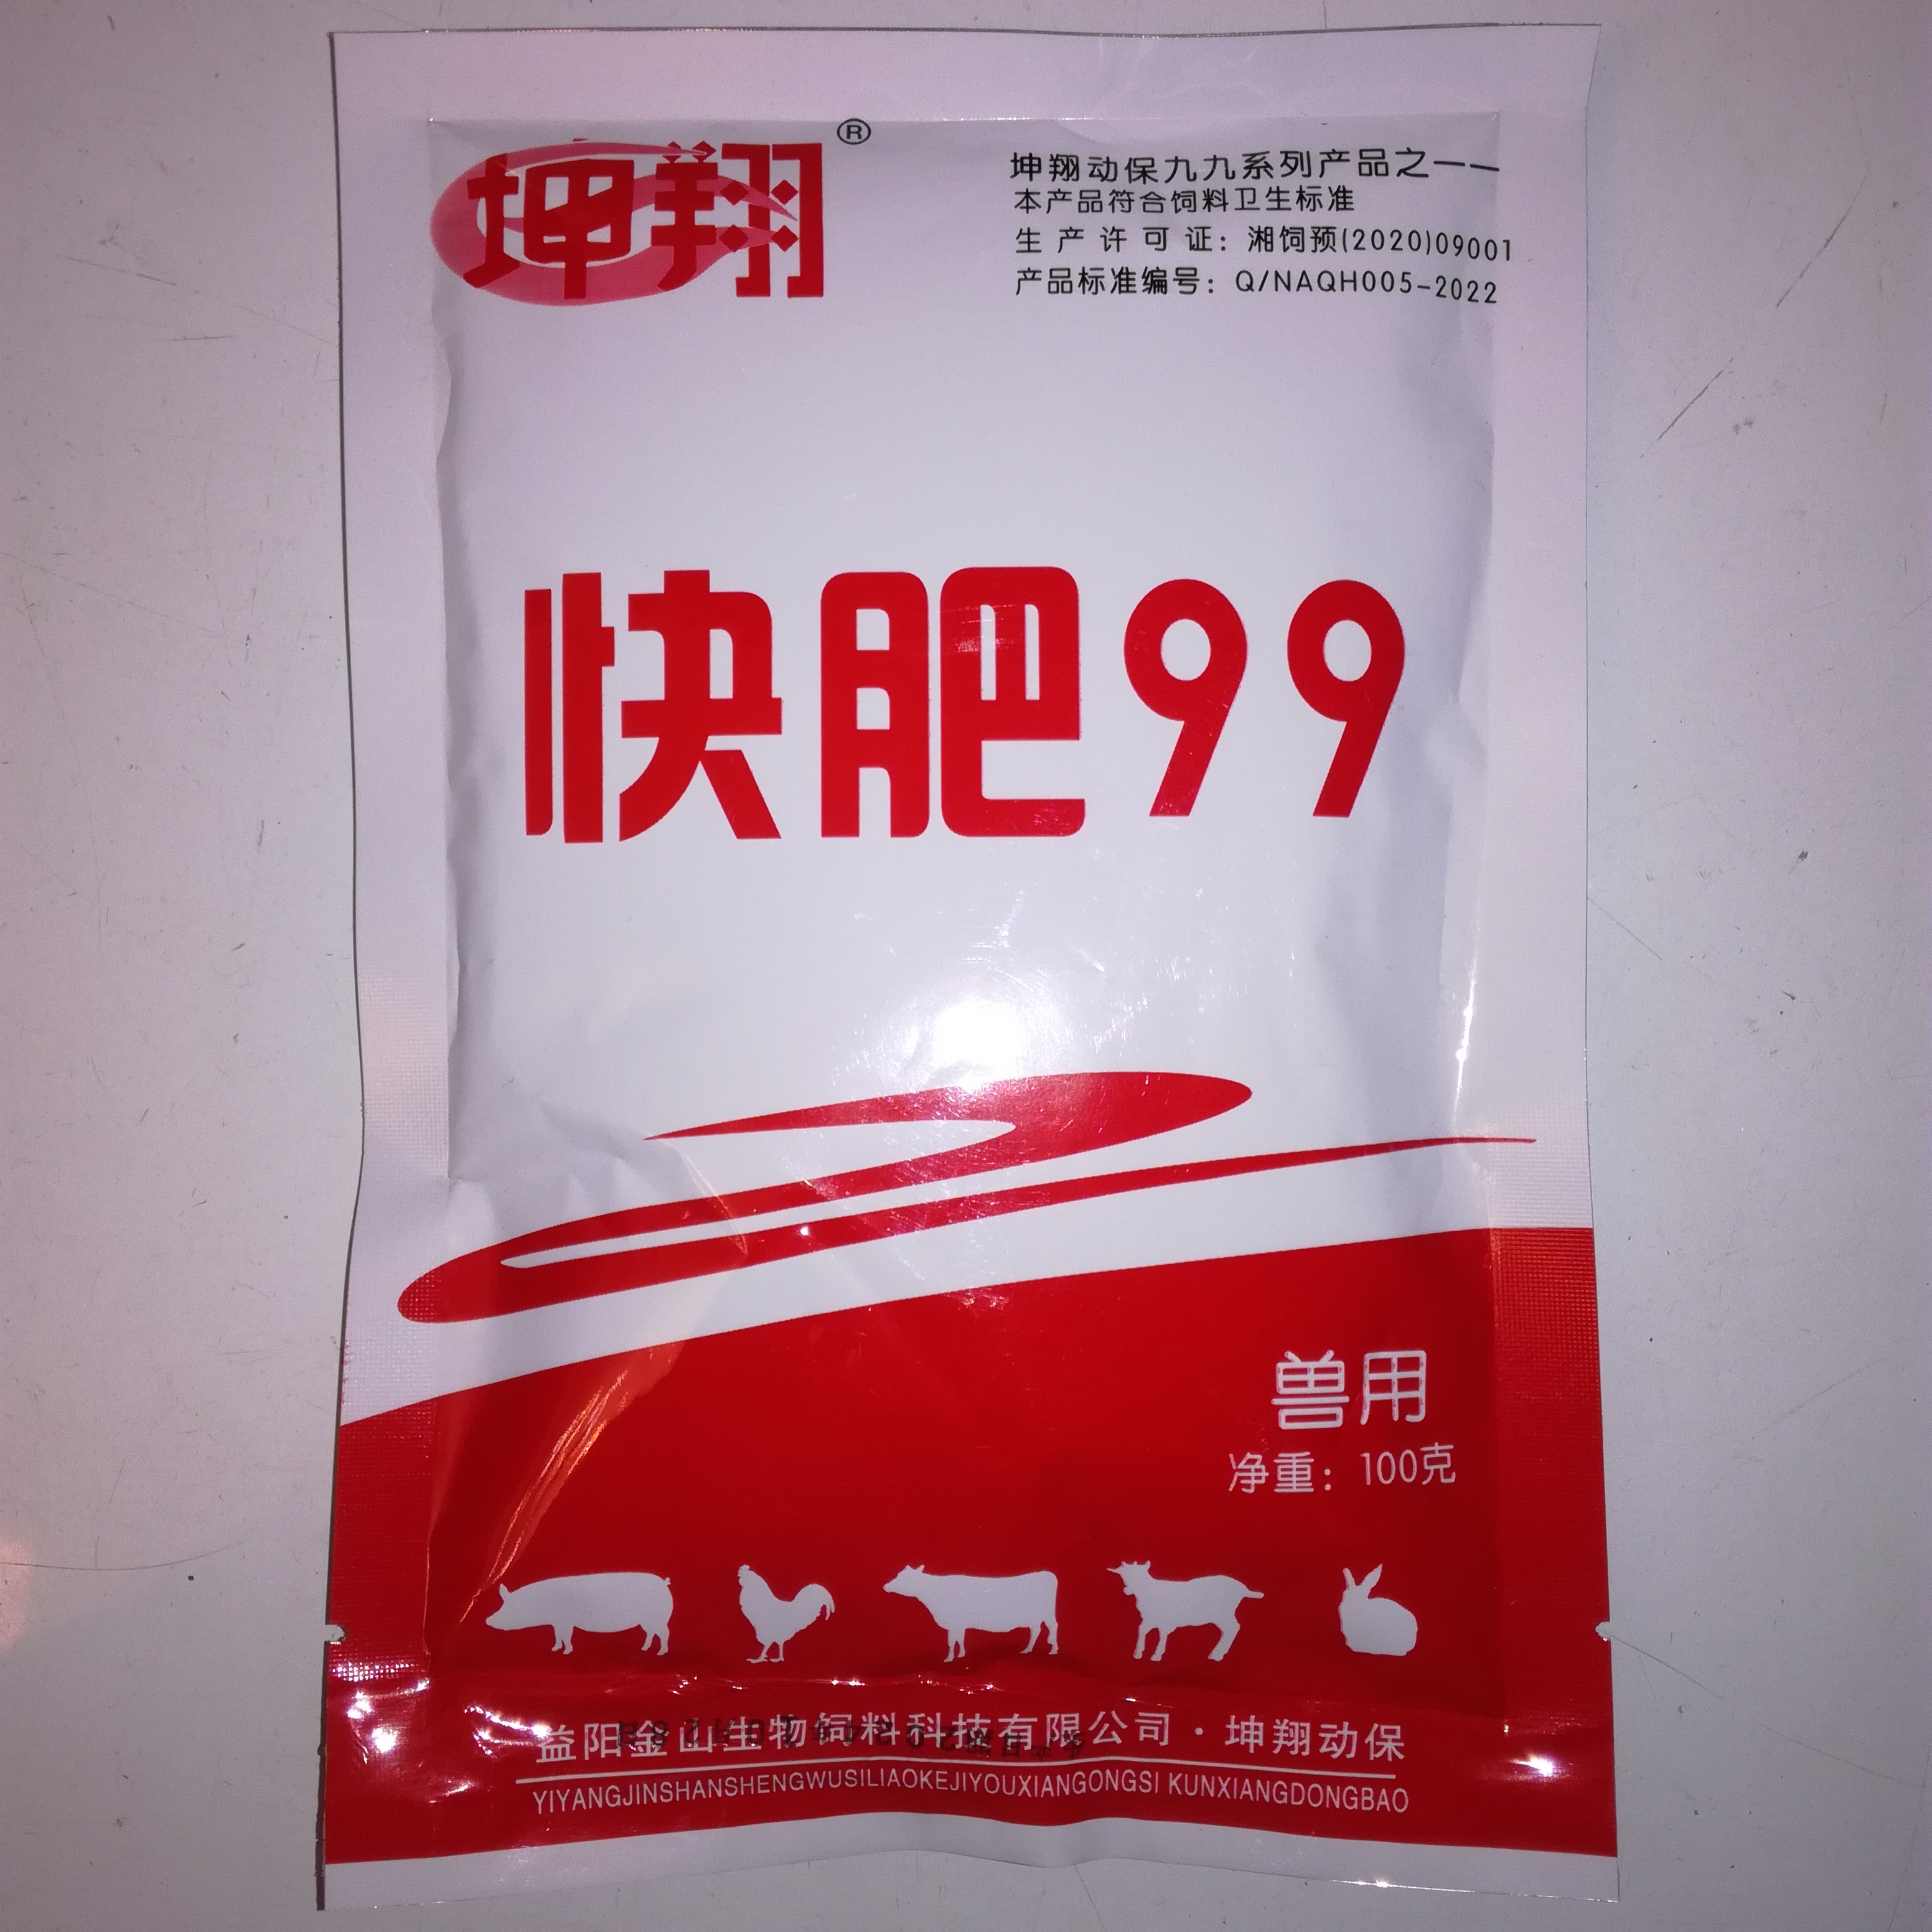 坤翔®
坤翔动保九九系列产品之一一
本产品符合饲料卫生标准
生产许可证：湘饲预(2020)09001
产品标准编号：Q/NAQH005-2022
快肥99
兽用
净重：100克
益阳金山生物饲料科技有限公司·坤翔动保
YIYANGJINSHANSHENGWUSILIAOKEJIYOUXIANGONGSI KUNXIANGDONGBAO